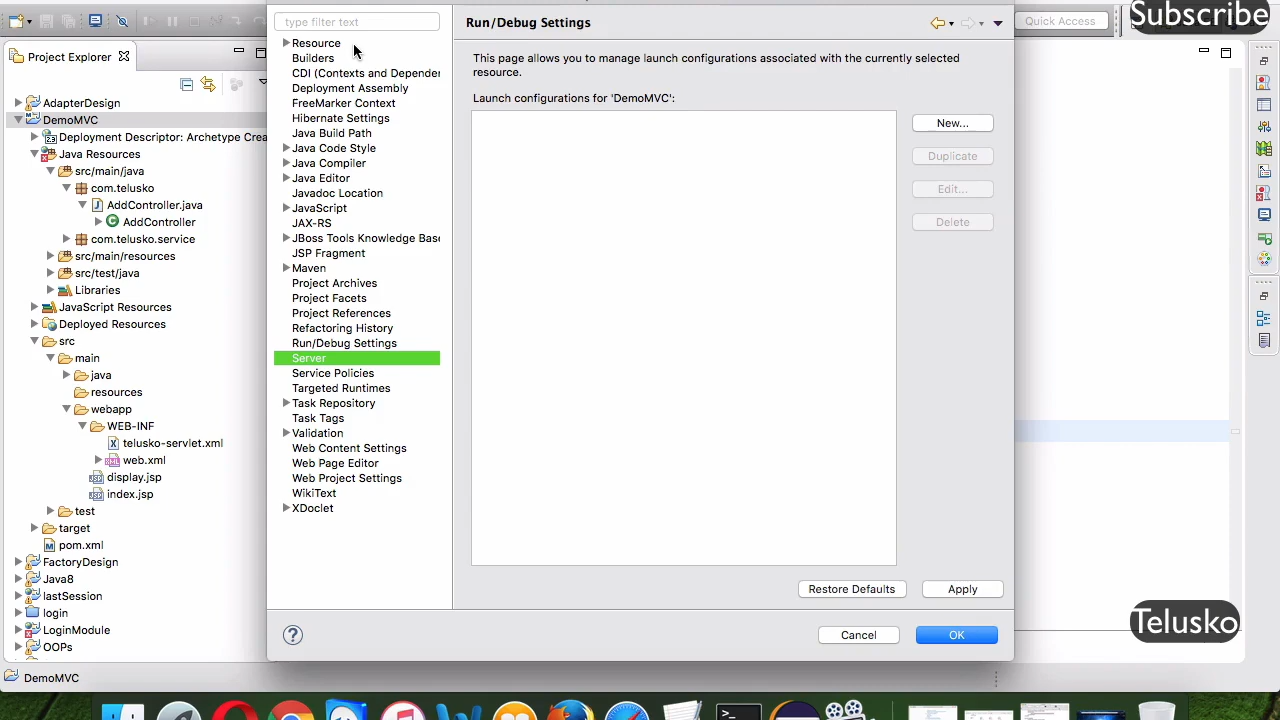 Quick Access
Subscribe
Project Explorer
AdapterDesign
DemoMVC
Deployment Descriptor: Archetype Crea
Java Resources
src/main/java
com.telusko
AddController.java
AddController
com.telusko.service
src/main/resources
src/test/java
Libraries
JavaScript Resources
Deployed Resources
src
main
java
resources
webapp
WEB-INF
telusko-servlet.xml
web.xml
display.jsp
index.jsp
test
target
pom.xml
FactoryDesign
Java8
lastSession
login
LoginModule
OOPs
DemoMVC
type filter text
Resource
Builders
CDI (Contexts and Depender
Deployment Assembly
FreeMarker Context
Hibernate Settings
Java Build Path
Java Code Style
Java Compiler
Java Editor
Javadoc Location
JavaScript
JAX-RS
JBoss Tools Knowledge Base
JSP Fragment
Maven
Project Archives
Project Facets
Project References
Refactoring History
Run/Debug Settings
Server
Service Policies
Targeted Runtimes
Task Repository
Task Tags
Validation
Web Content Settings
Web Page Editor
Web Project Settings
WikiText
XDoclet
Run/Debug Settings
This page allows you to manage launch configurations associated with the currently selected
resource.
Launch configurations for 'DemoMVC':
New...
Duplicate
Edit...
Delete
Restore Defaults
Apply
Cancel
OK
Telusko